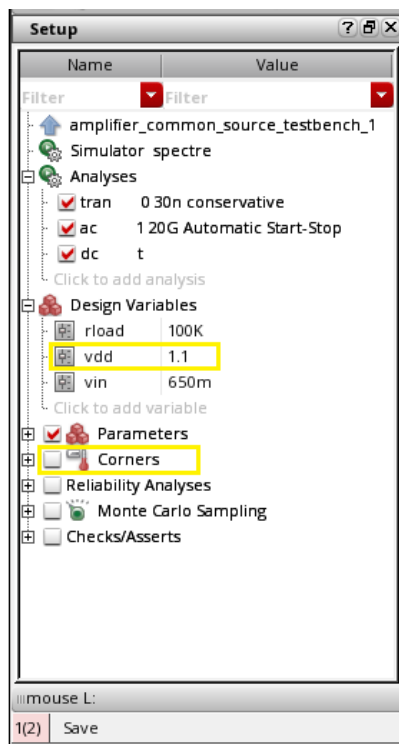 Setup
Name Value
Filter Filter
amplifier_common_source_testbench_1
Simulator spectre
Analyses
tran 0 30n conservative
ac 1 20G Automatic Start-Stop
dc t
Click to add analysis
Design Variables
rload 100K
vdd 1.1
vin 650m
Click to add variable
Parameters
Corners
Reliability Analyses
Monte Carlo Sampling
Checks/Asserts
mouse L:
1(2) Save